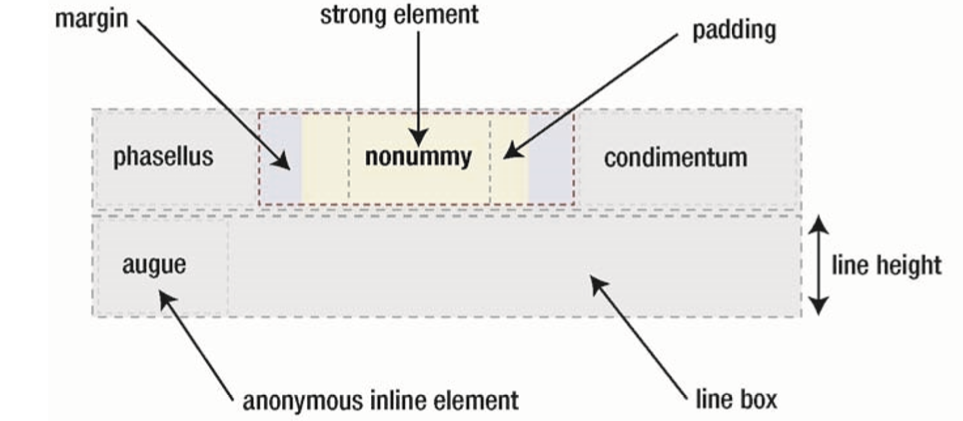 margin
strong element
padding
phasellus
nonummy
condimentum
augue
line height
anonymous inline element
line box